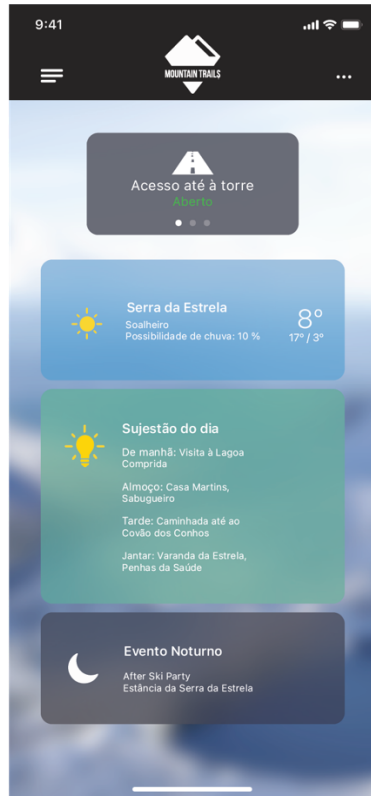 9:41
MOUNTAIN TRAILS
Acesso até à torre
Aberto
Serra da Estrela
Soalheiro
Possibilidade de chuva: 10 %
8°
17° / 3°
Sujestão do dia
De manhã: Visita à Lagoa
Comprida
Almoço: Casa Martins,
Sabugueiro
Tarde: Caminhada até ao
Covão dos Conhos
Jantar: Varanda da Estrela,
Penhas da Saúde
Evento Noturno
After Ski Party
Estância da Serra da Estrela